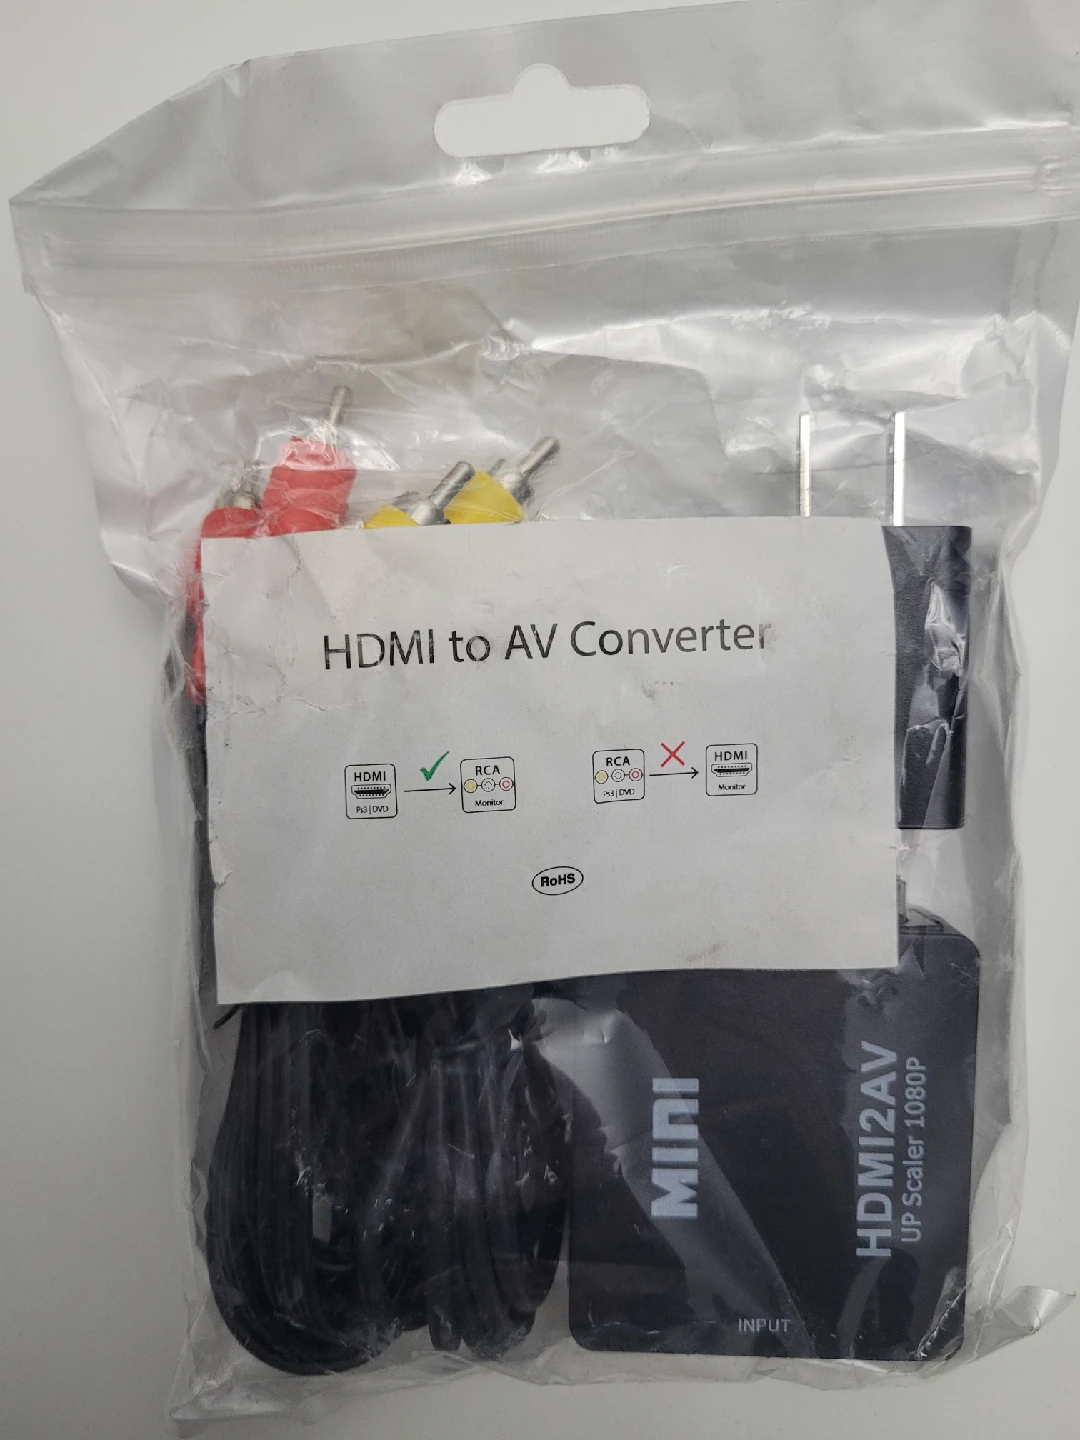 HDMI to AV Converter
HDMI
Ps3|DVD
RCA
Monitor
RCA
Ps3|DVD
HDMI
Monitor
RoHS
MINI
HDMI2AV
UP Scaler 1080P
INPUT